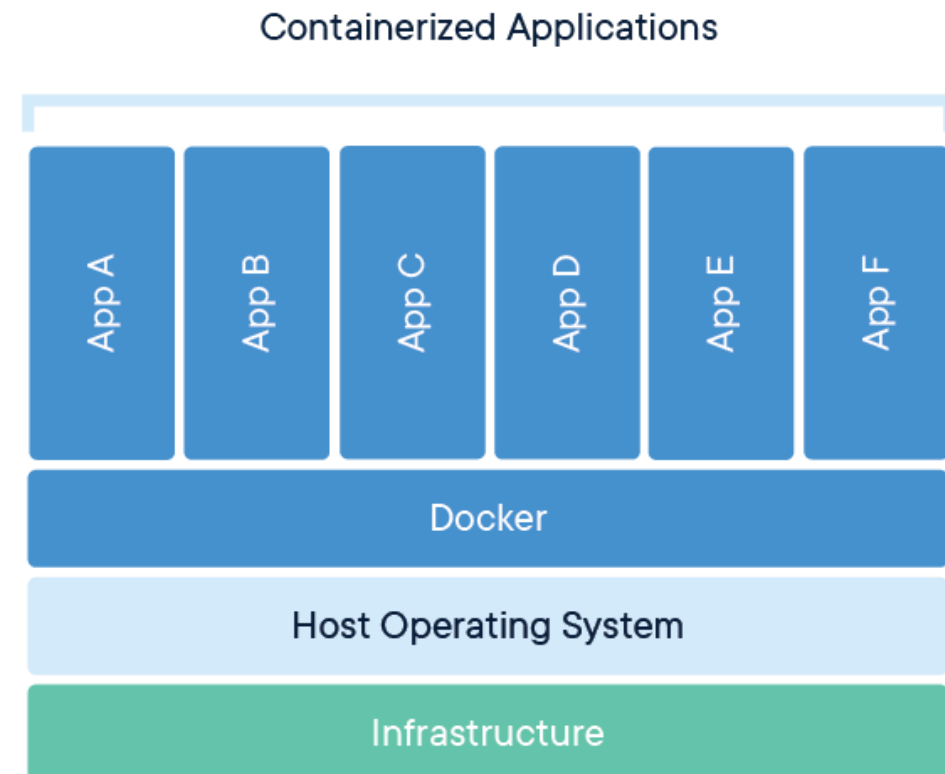 Containerized Applications
App A
App B
App C
App D
App E
App F
Docker
Host Operating System
Infrastructure